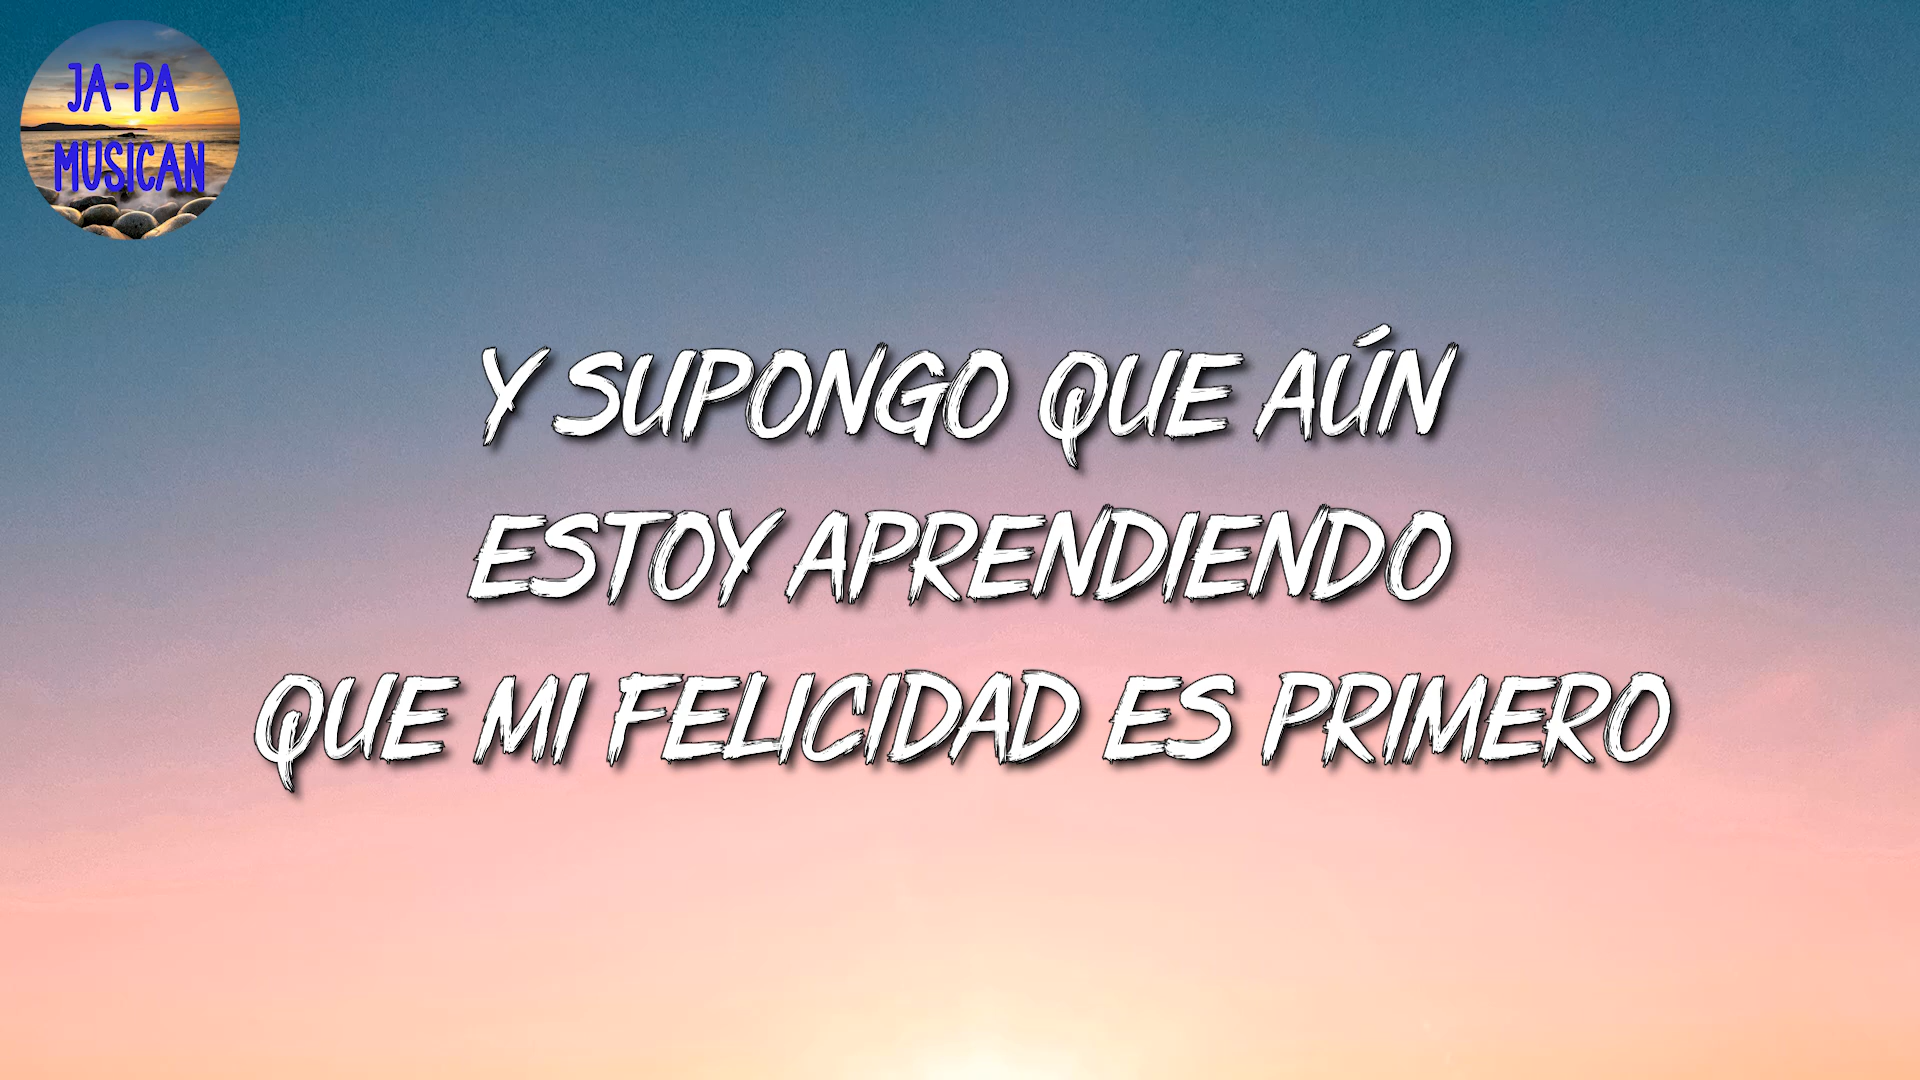 JA-PA
MUSICAN
Y SUPONGO QUE AÚN
ESTOY APRENDIENDO
QUE MI FELICIDAD ES PRIMERO